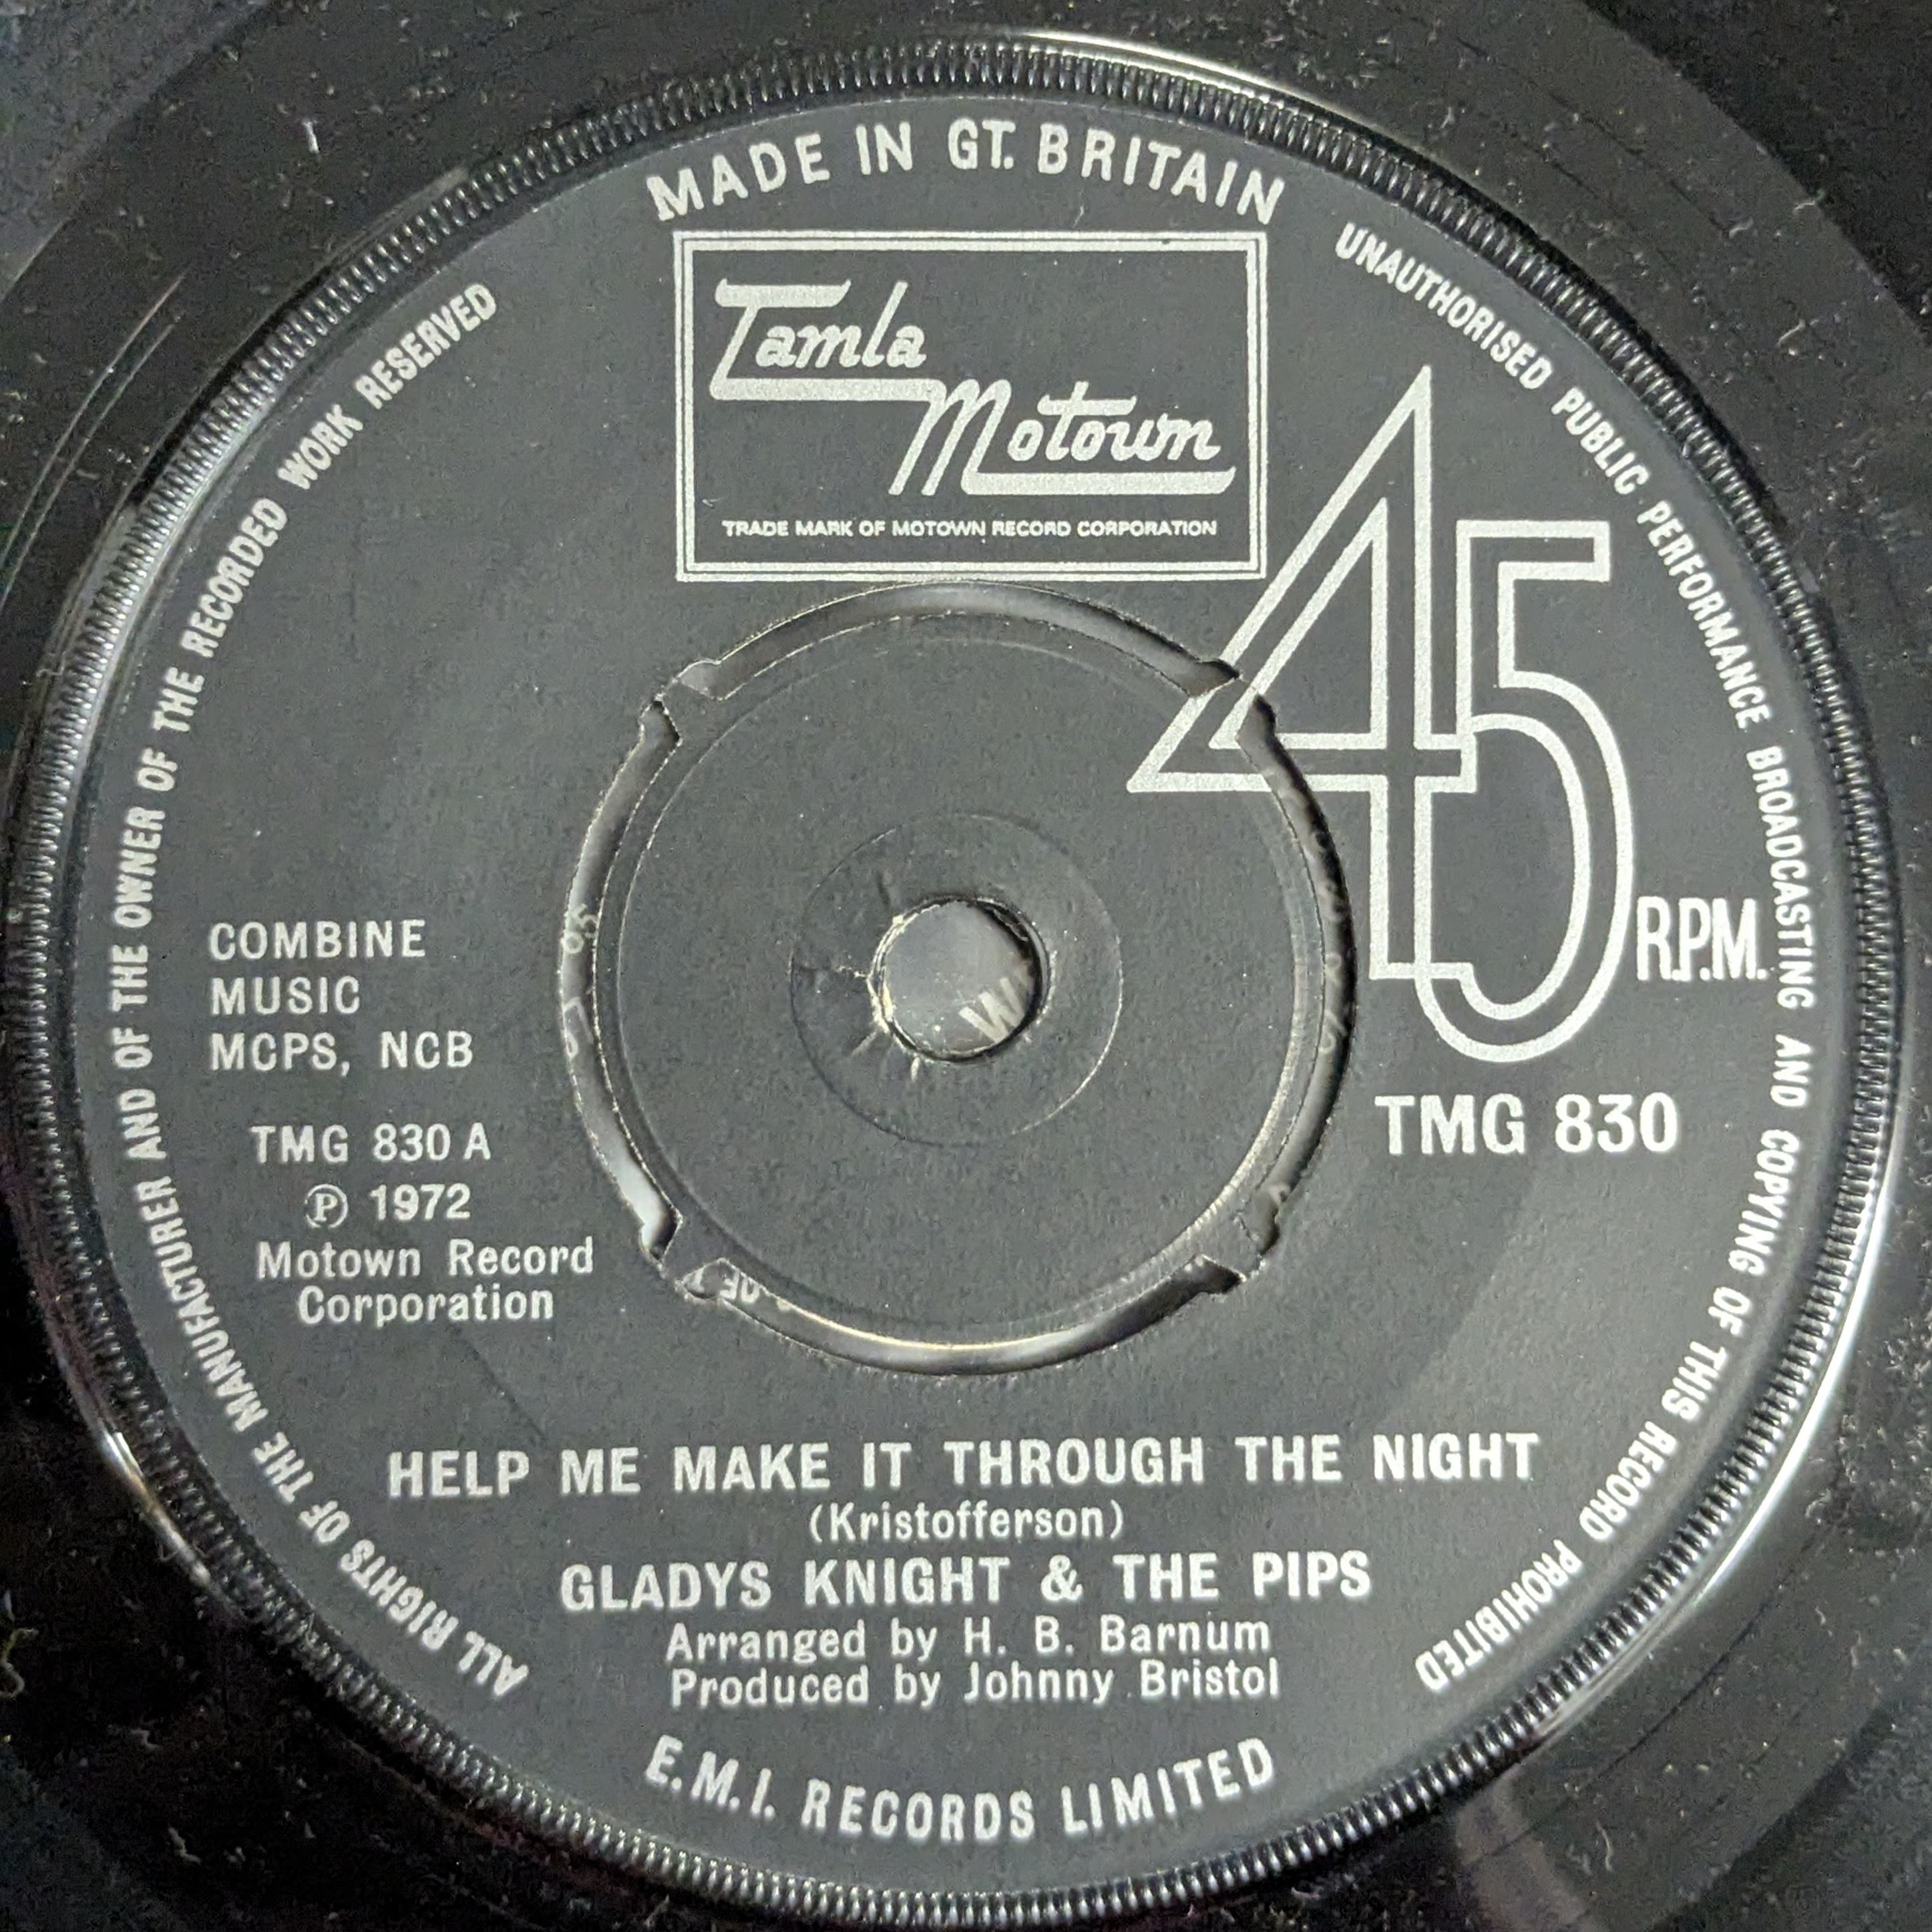 MADE IN GT. BRITAIN
Tamla
Motown
TRADE MARK OF MOTOWN RECORD CORPORATION
UNAUTHORISED PUBLIC PERFORMANCE BROADCASTING AND COPYING OF THIS RECORD PROHIBITED
ALL RIGHTS OF THE MANUFACTURER AND OF THE OWNER OF THE RECORDED WORK RESERVED
45
R.P.M.
TMG 830
COMBINE
MUSIC
MCPS, NCB
TMG 830 A
Ⓟ 1972
Motown Record
Corporation
HELP ME MAKE IT THROUGH THE NIGHT
(Kristofferson)
GLADYS KNIGHT & THE PIPS
Arranged by H. B. Barnum
Produced by Johnny Bristol
E.M.I. RECORDS LIMITED